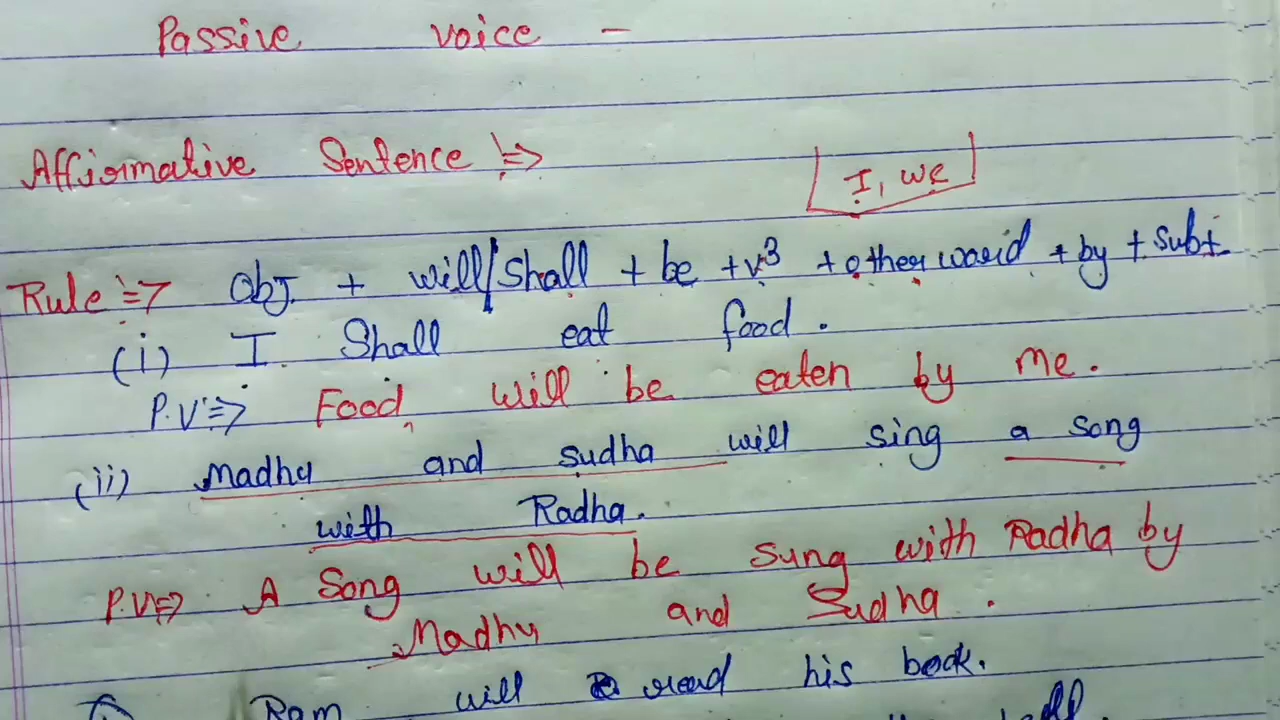 Passive voice -
Affirmative Sentence :=>
I, we
Rule :=> Obj. + will/Shall + be + v3 + other word + by + subt
(i) I Shall eat food.
P.V => Food will be eaten by me.
(ii) Madhu and sudha will sing a song
with Radha.
P.V => A Song will be sung with Radha by
Madhu and Sudha.
Ram will read his book.